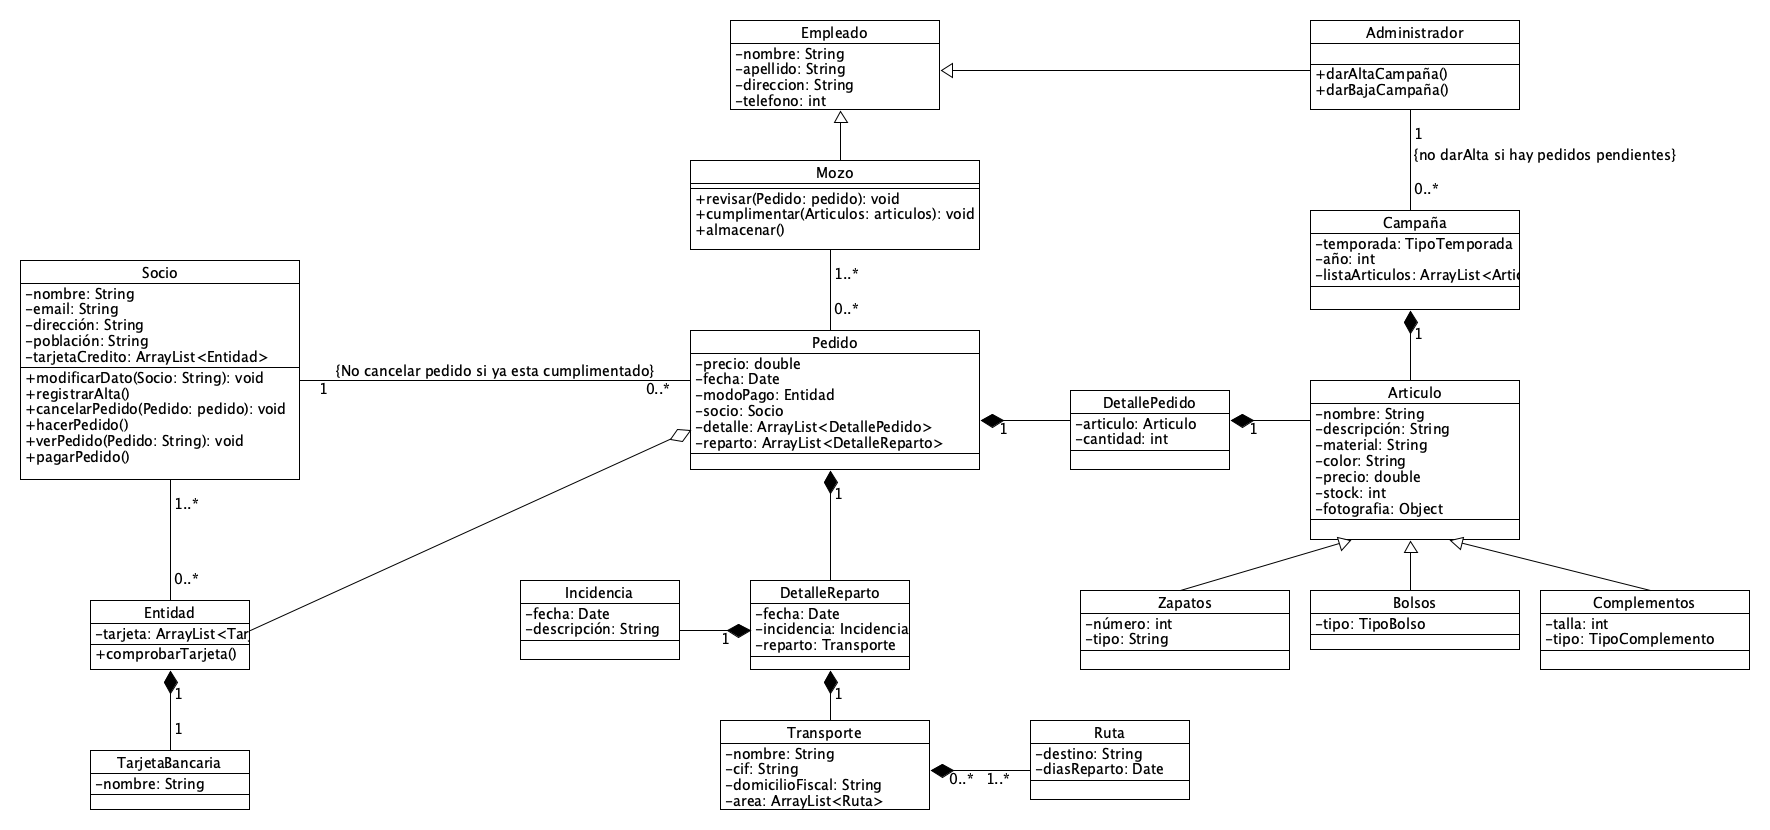 Empleado
-nombre: String
-apellido: String
-direccion: String
-telefono: int
Administrador
+darAltaCampaña()
+darBajaCampaña()
1
{no darAlta si hay pedidos pendientes}
0..*
Mozo
+revisar(Pedido: pedido): void
+cumplimentar(Articulos: articulos): void
+almacenar()
1..*
0..*
Campaña
-temporada: TipoTemporada
-año: int
-listaArticulos: ArrayList<Artic
1
Socio
-nombre: String
-email: String
-dirección: String
-población: String
-tarjetaCredito: ArrayList<Entidad>
+modificarDato(Socio: String): void
+registrarAlta()
+cancelarPedido(Pedido: pedido): void
+hacerPedido()
+verPedido(Pedido: String): void
+pagarPedido()
{No cancelar pedido si ya esta cumplimentado}
1
0..*
Pedido
-precio: double
-fecha: Date
-modoPago: Entidad
-socio: Socio
-detalle: ArrayList<DetallePedido>
-reparto: ArrayList<DetalleReparto>
1
DetallePedido
-articulo: Articulo
-cantidad: int
1
Articulo
-nombre: String
-descripción: String
-material: String
-color: String
-precio: double
-stock: int
-fotografia: Object
1
1..*
0..*
Entidad
-tarjeta: ArrayList<Tar
+comprobarTarjeta()
1
1
TarjetaBancaria
-nombre: String
Incidencia
-fecha: Date
-descripción: String
1
DetalleReparto
-fecha: Date
-incidencia: Incidencia
-reparto: Transporte
1
Zapatos
-número: int
-tipo: String
Bolsos
-tipo: TipoBolso
Complementos
-talla: int
-tipo: TipoComplemento
Transporte
-nombre: String
-cif: String
-domicilioFiscal: String
-area: ArrayList<Ruta>
0..*
1..*
Ruta
-destino: String
-diasReparto: Date